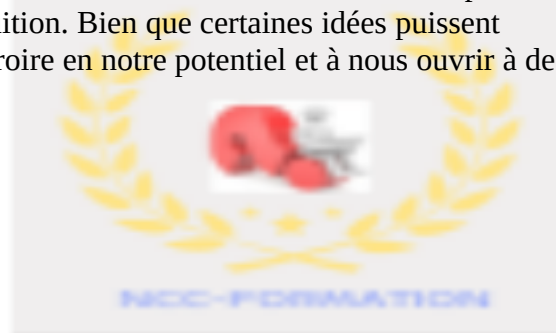 ition. Bien que certaines idées puissent
roire en notre potentiel et à nous ouvrir à de
NCC-FORMATION